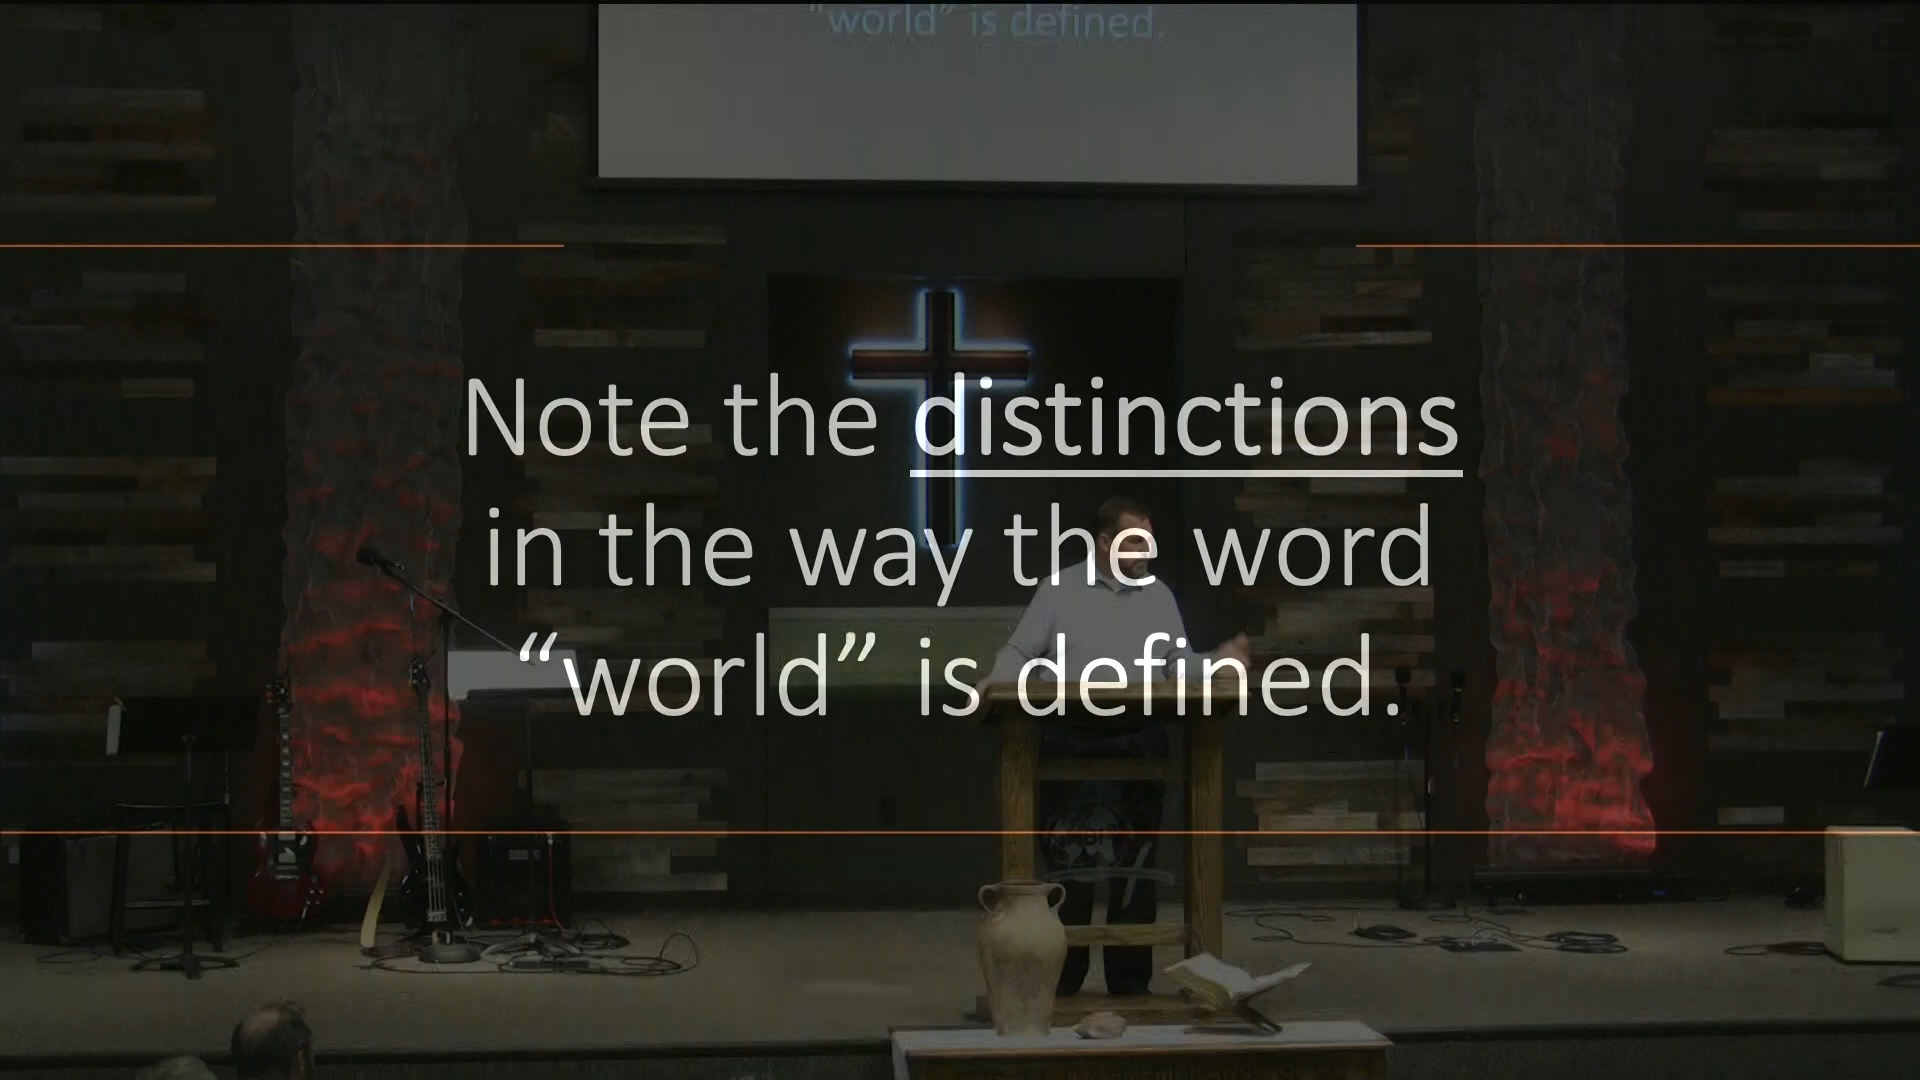 “world” is defined.
Note the distinctions
in the way the word
“world” is defined.